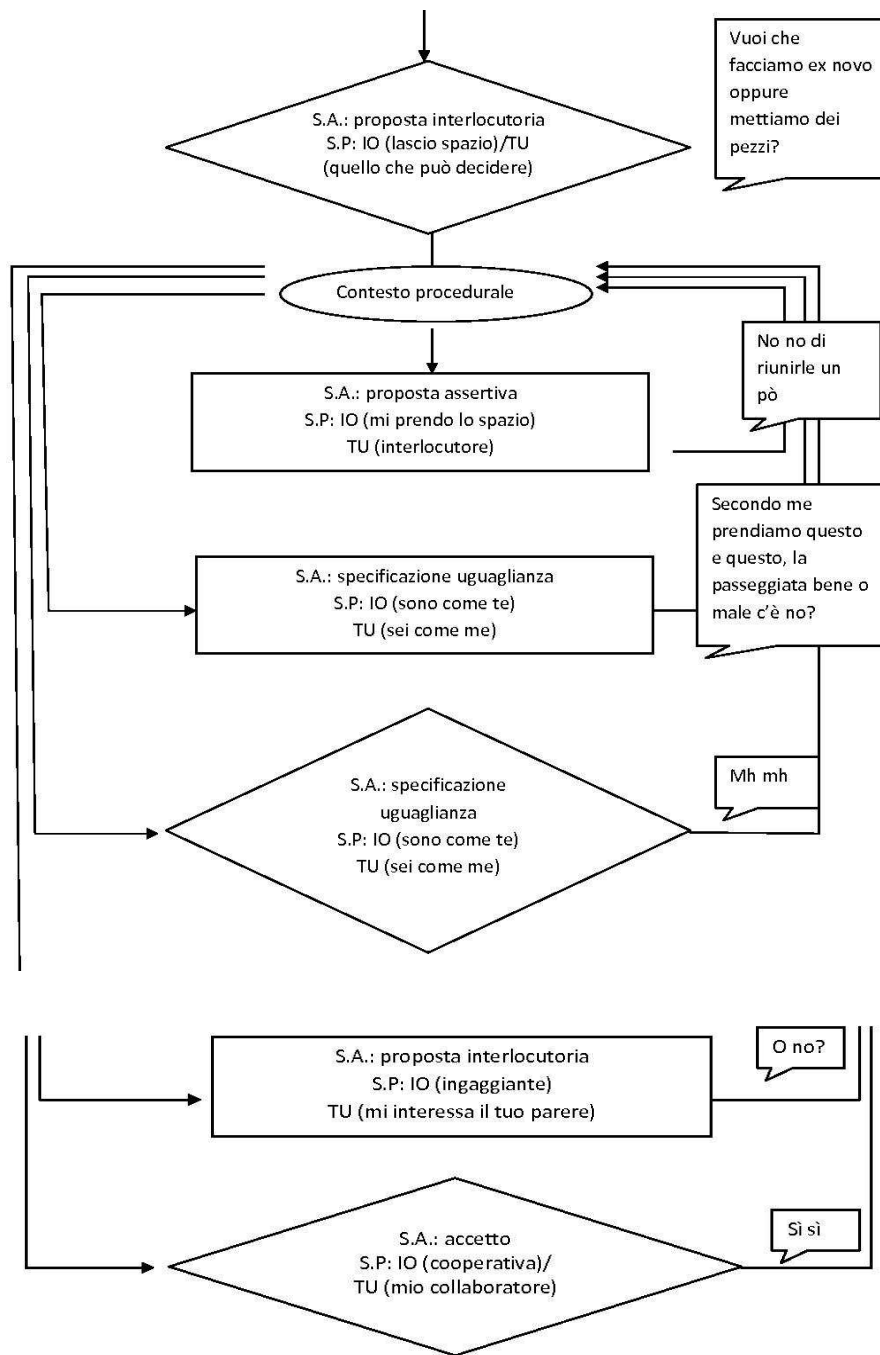 S.A.: proposta interlocutoria
S.P: IO (lascio spazio)/TU
(quello che può decidere)
Vuoi che
facciamo ex novo
oppure
mettiamo dei
pezzi?
Contesto procedurale
S.A.: proposta assertiva
S.P: IO (mi prendo lo spazio)
TU (interlocutore)
No no di
riunirle un
pò
S.A.: specificazione uguaglianza
S.P: IO (sono come te)
TU (sei come me)
Secondo me
prendiamo questo
e questo, la
passeggiata bene o
male c'è no?
S.A.: specificazione
uguaglianza
S.P: IO (sono come te)
TU (sei come me)
Mh mh
S.A.: proposta interlocutoria
S.P: IO (ingaggiante)
TU (mi interessa il tuo parere)
O no?
S.A.: accetto
S.P: IO (cooperativa)/
TU (mio collaboratore)
Sì sì